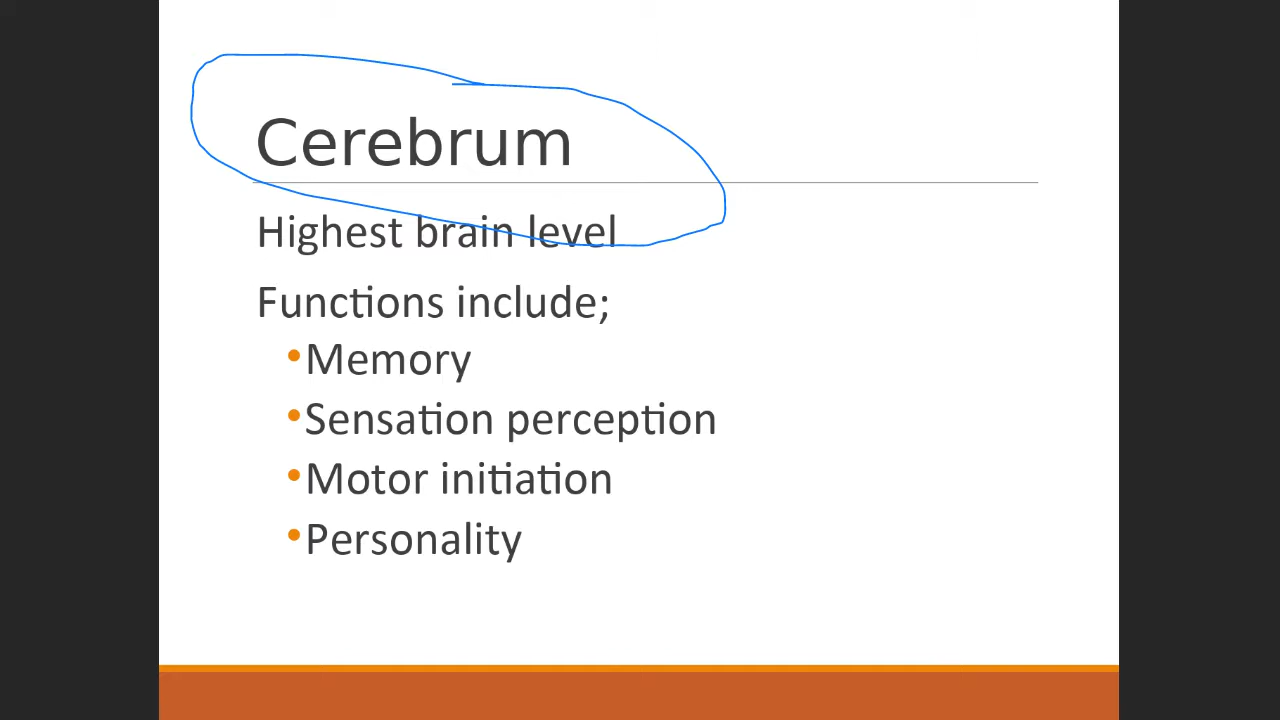 Cerebrum
Highest brain level
Functions include;
•Memory
•Sensation perception
•Motor initiation
•Personality